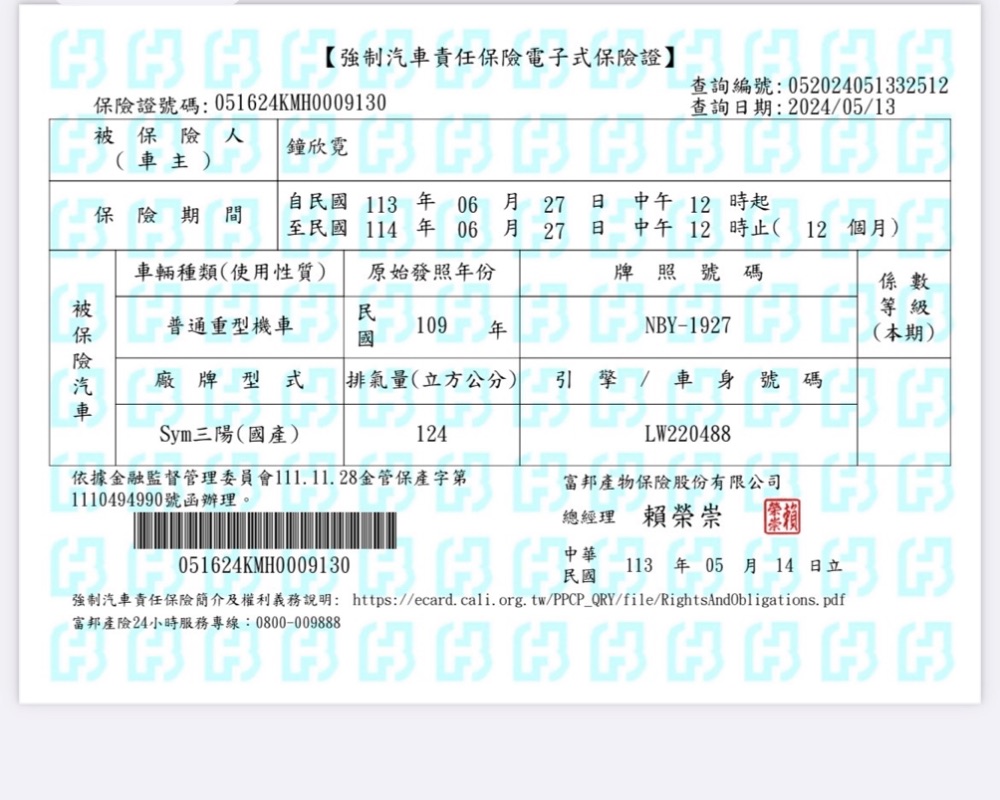 【強制汽車責任保險電子式保險證】
查詢編號:052024051332512
保險證號碼:051624KMH0009130
查詢日期:2024/05/13
被保險人
(車主)
鐘欣霓
保險期間
自民國 113 年 06 月 27 日 中午 12 時起
至民國 114 年 06 月 27 日 中午 12 時止( 12 個月)
被保險汽車
車輛種類(使用性質)
原始發照年份
牌照號碼
係數
等級
(本期)
普通重型機車
民國 109 年
NBY-1927
廠牌型式
排氣量(立方公分)
引擎/車身號碼
Sym三陽(國產)
124
LW220488
依據金融監督管理委員會111.11.28金管保產字第
1110494990號函辦理。
富邦產物保險股份有限公司
總經理 賴榮崇
賴榮崇
051624KMH0009130
中華
民國 113 年 05 月 14 日立
強制汽車責任保險簡介及權利義務說明: https://ecard.cali.org.tw/PPCP_QRY/file/RightsAndObligations.pdf
富邦產險24小時服務專線:0800-009888